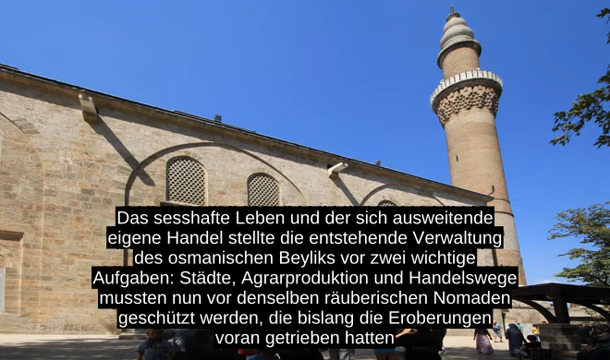 Das sesshafte Leben und der sich ausweitende
eigene Handel stellte die entstehende Verwaltung
des osmanischen Beyliks vor zwei wichtige
Aufgaben: Städte, Agrarproduktion und Handelswege
mussten nun vor denselben räuberischen Nomaden
geschützt werden, die bislang die Eroberungen
voran getrieben hatten